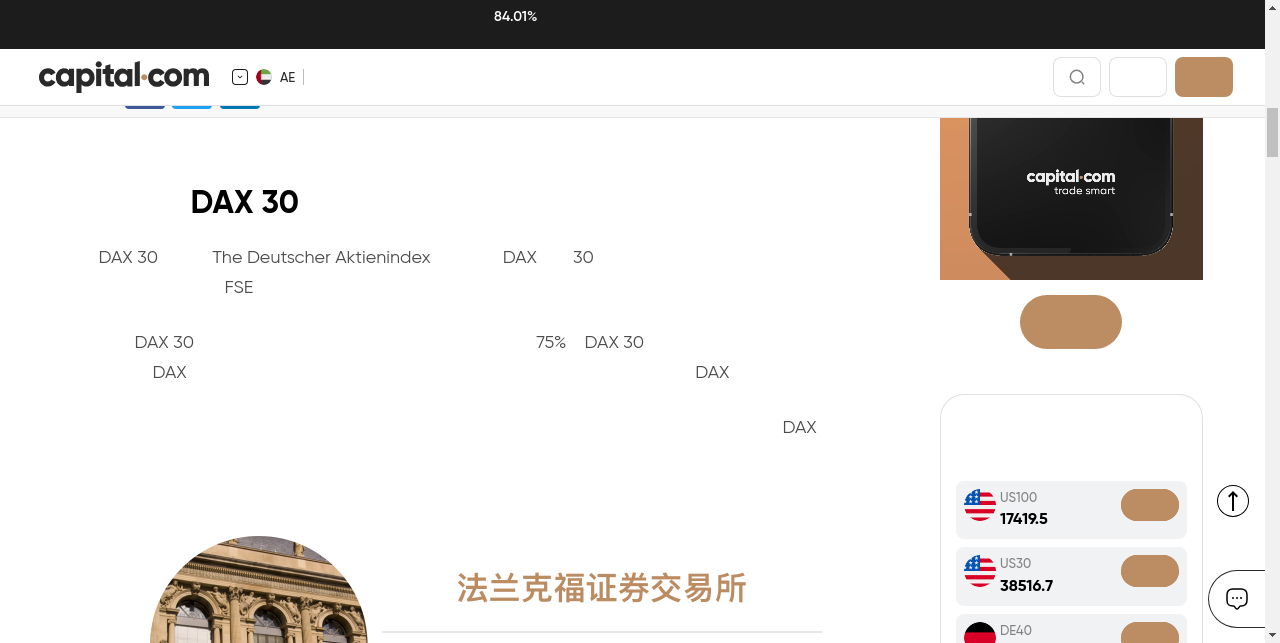 84.01%
capital.com
AE
capital.com
trade smart
DAX 30
DAX 30 The Deutscher Aktienindex DAX 30
FSE
DAX 30 75% DAX 30
DAX DAX
DAX
US100
17419.5
US30
38516.7
DE40
法兰克福证券交易所